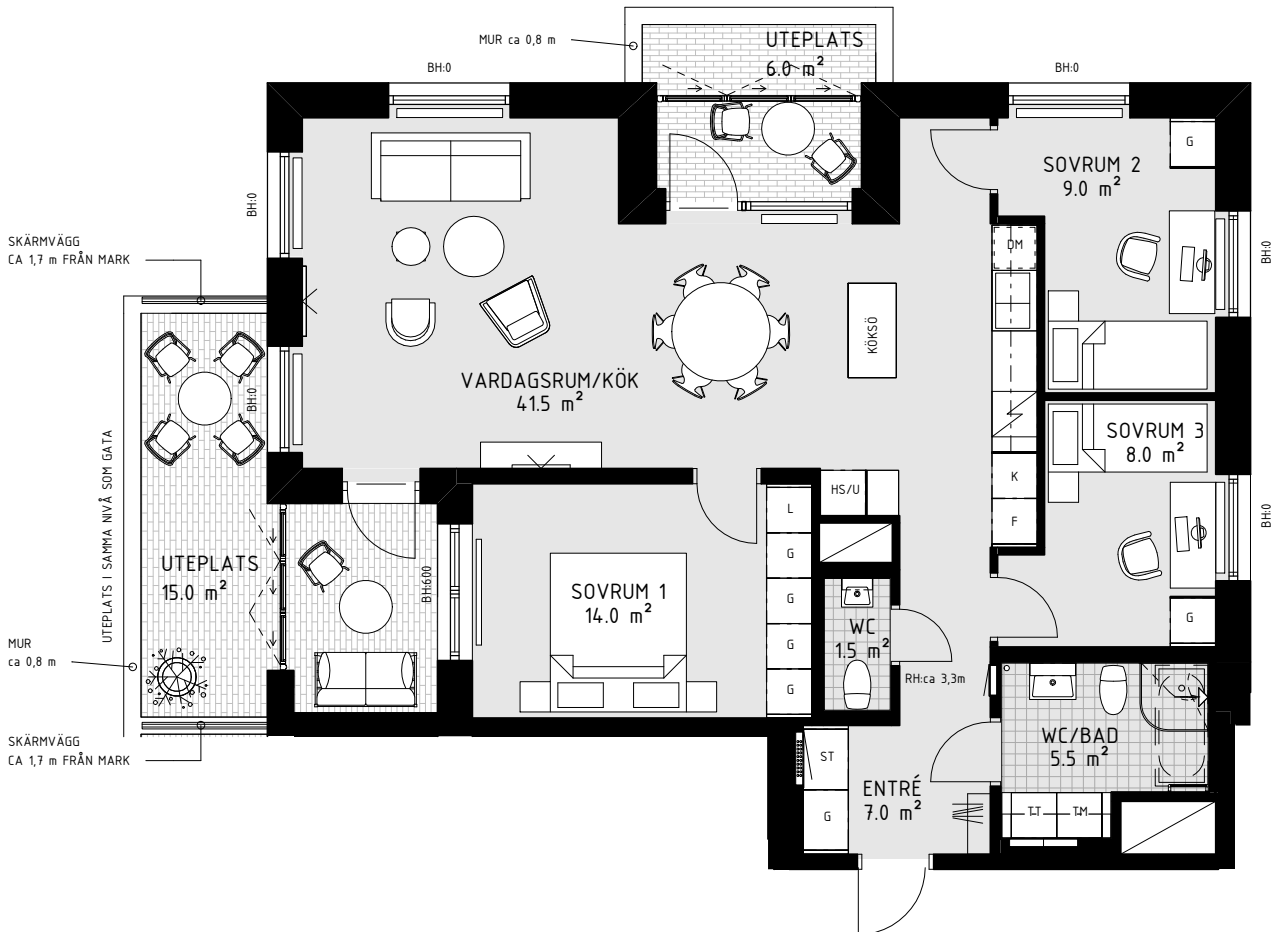 UTEPLATS
6.0 m²
MUR ca 0,8 m
BH:0
BH:0
SOVRUM 2
9.0 m²
G
BH:0
SKÄRMVÄGG
CA 1,7 m FRÅN MARK
DM
BH:0
KÖKSÖ
VARDAGSRUM/KÖK
41.5 m²
BH:0
SOVRUM 3
8.0 m²
UTEPLATS I SAMMA NIVÅ SOM GATA
HS/U
K
F
L
G
G
G
G
BH:0
UTEPLATS
15.0 m²
BH:600
SOVRUM 1
14.0 m²
WC
1.5 m²
G
MUR
ca 0,8 m
RH:ca 3,3m
SKÄRMVÄGG
CA 1,7 m FRÅN MARK
WC/BAD
5.5 m²
ST
G
ENTRÉ
7.0 m²
TT
TM